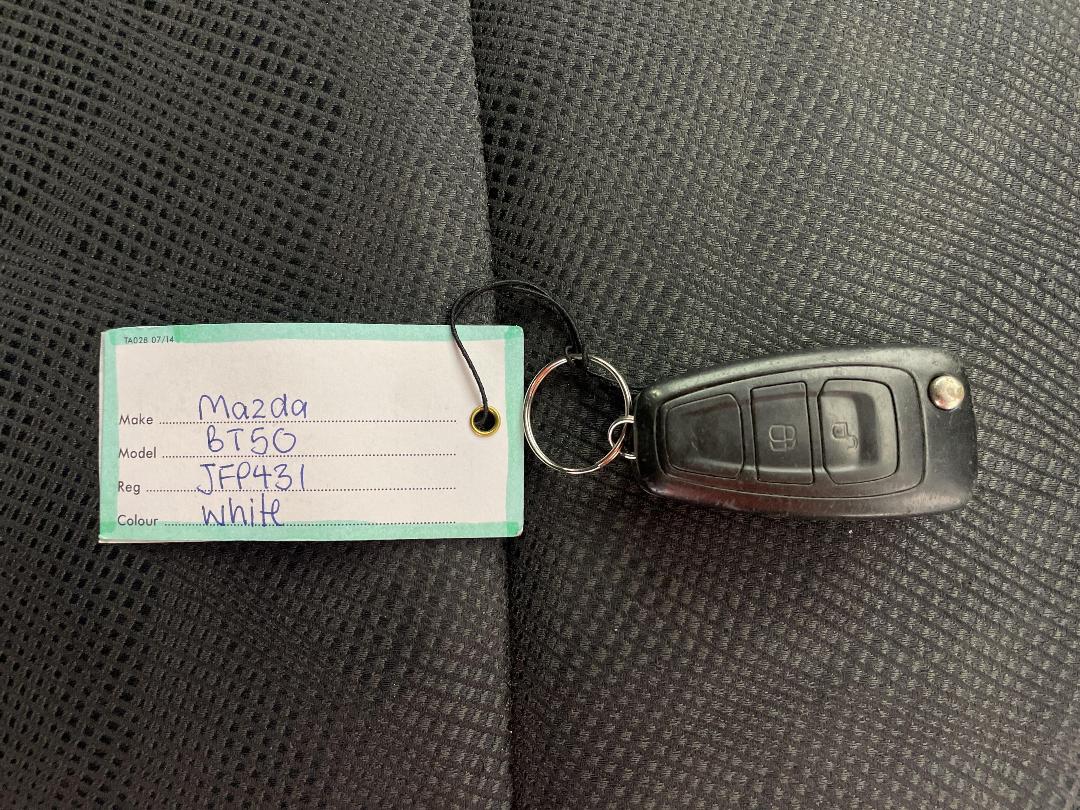 TA028 07/14
Make Mazda
Model BT50
Reg JFP431
Colour White